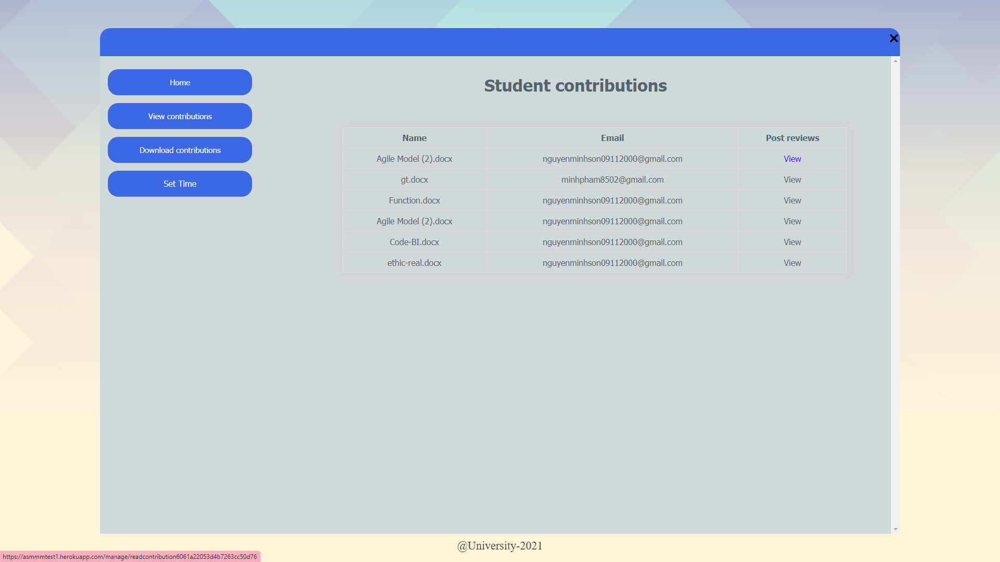 Home
View contributions
Download contributions
Set Time
Student contributions
Name Email Post reviews
Agile Model (2).docx nguyenminhson09112000@gmail.com View
gt.docx minhpham8502@gmail.com View
Function.docx nguyenminhson09112000@gmail.com View
Agile Model (2).docx nguyenminhson09112000@gmail.com View
Code-BI.docx nguyenminhson09112000@gmail.com View
ethic-real.docx nguyenminhson09112000@gmail.com View
@University-2021
https://asmmmtest1.herokuapp.com/manage/readcontribution6061a22053d4b7263cc50d76